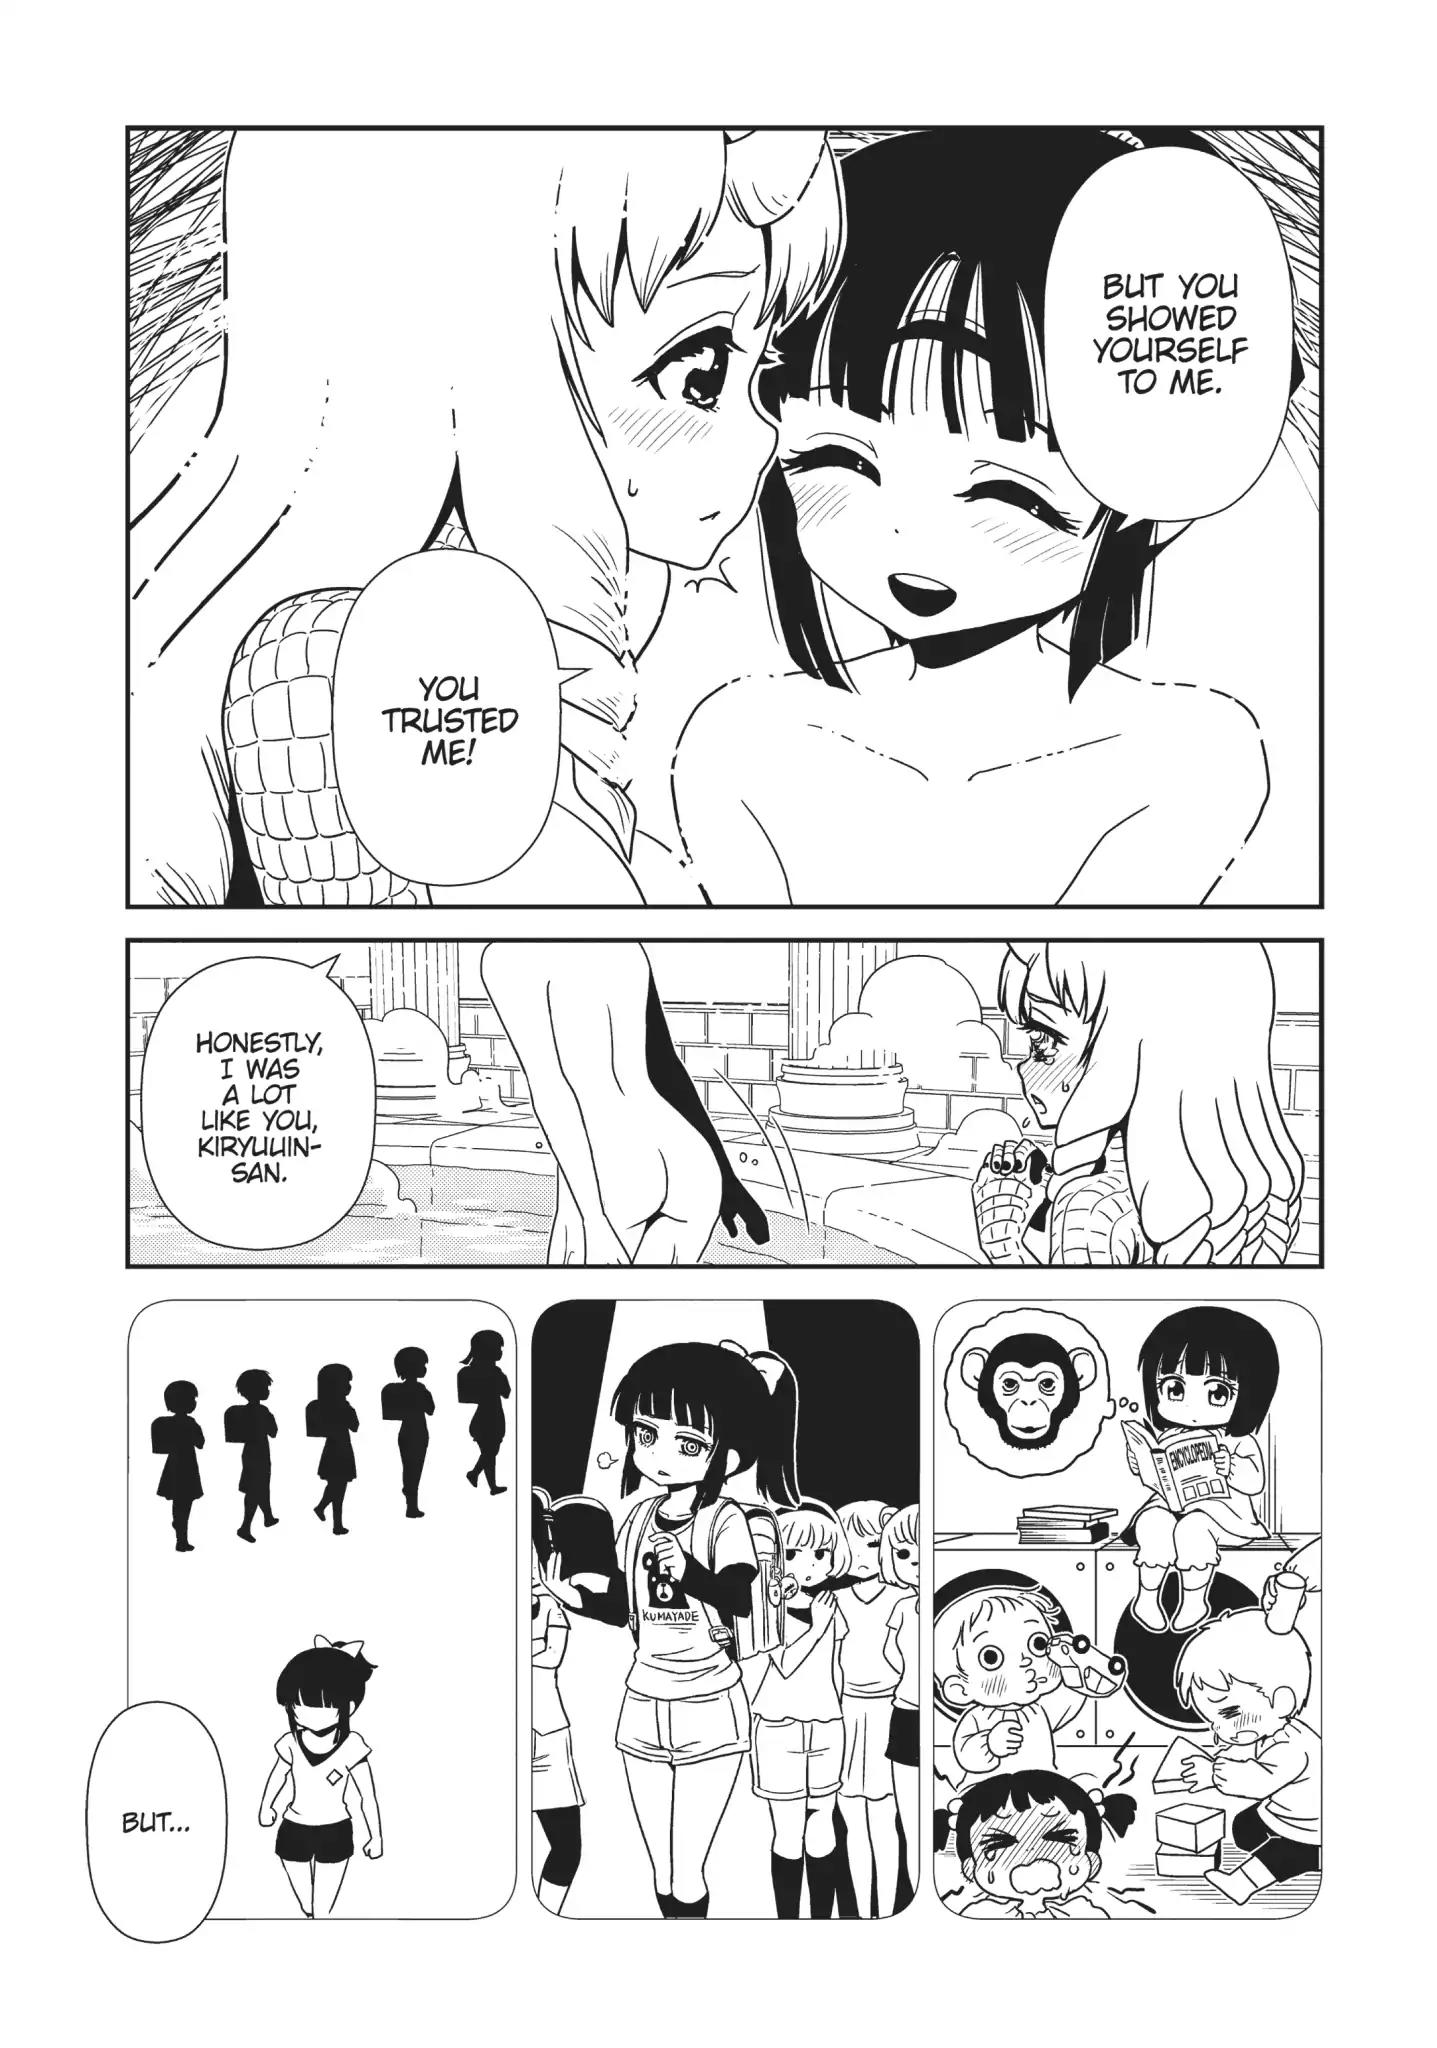 BUT YOU
SHOWED
YOURSELF
TO ME.
YOU
TRUSTED
ME!
HONESTLY,
I WAS
A LOT
LIKE YOU,
KIRYUUIN-
SAN.
ENCYCLOPEDIA
KUMAYADE
BUT...